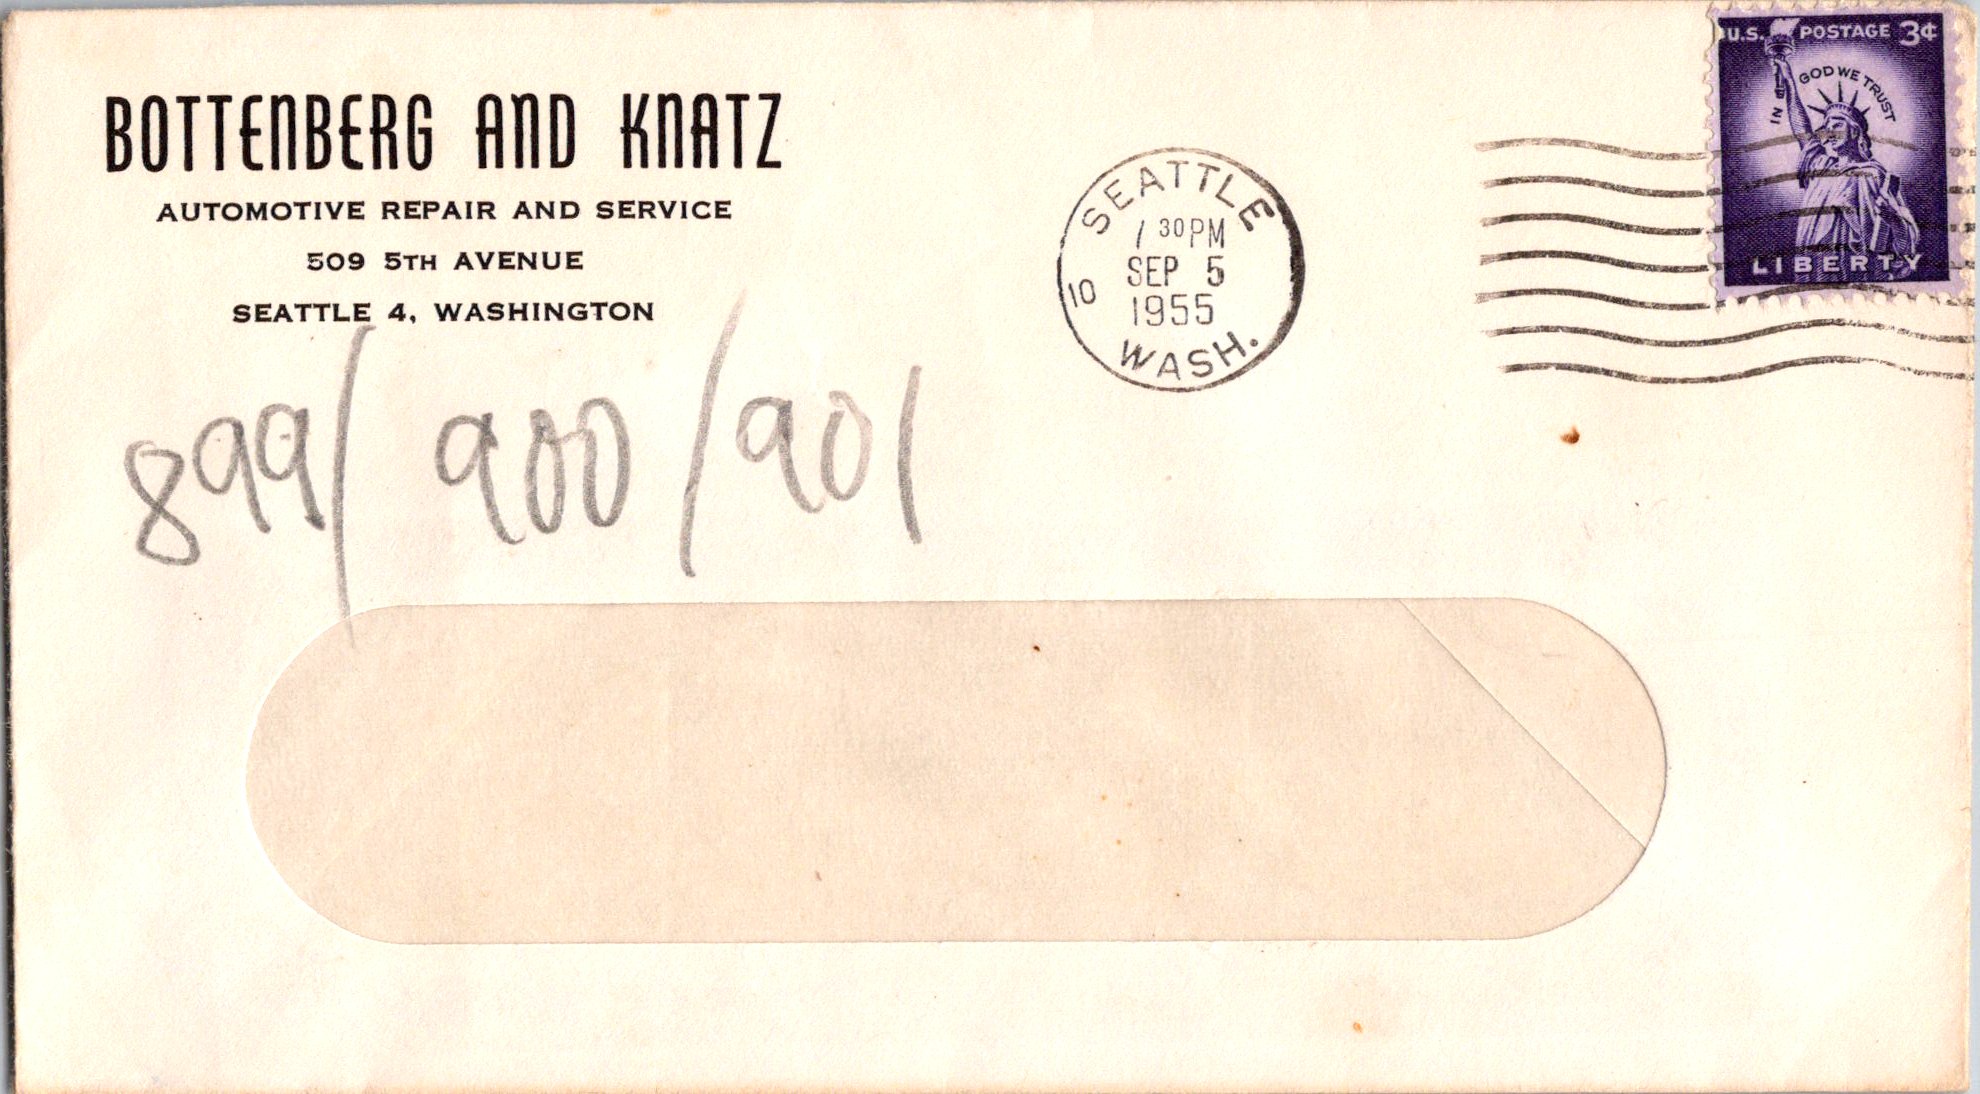 BOTTENBERG AND KNATZ
AUTOMOTIVE REPAIR AND SERVICE
509 5TH AVENUE
SEATTLE 4, WASHINGTON
899/ 900 / 901
SEATTLE
1 30 PM
SEP 5
1955
10
WASH.
U.S. POSTAGE 3¢
IN GOD WE TRUST
LIBERTY